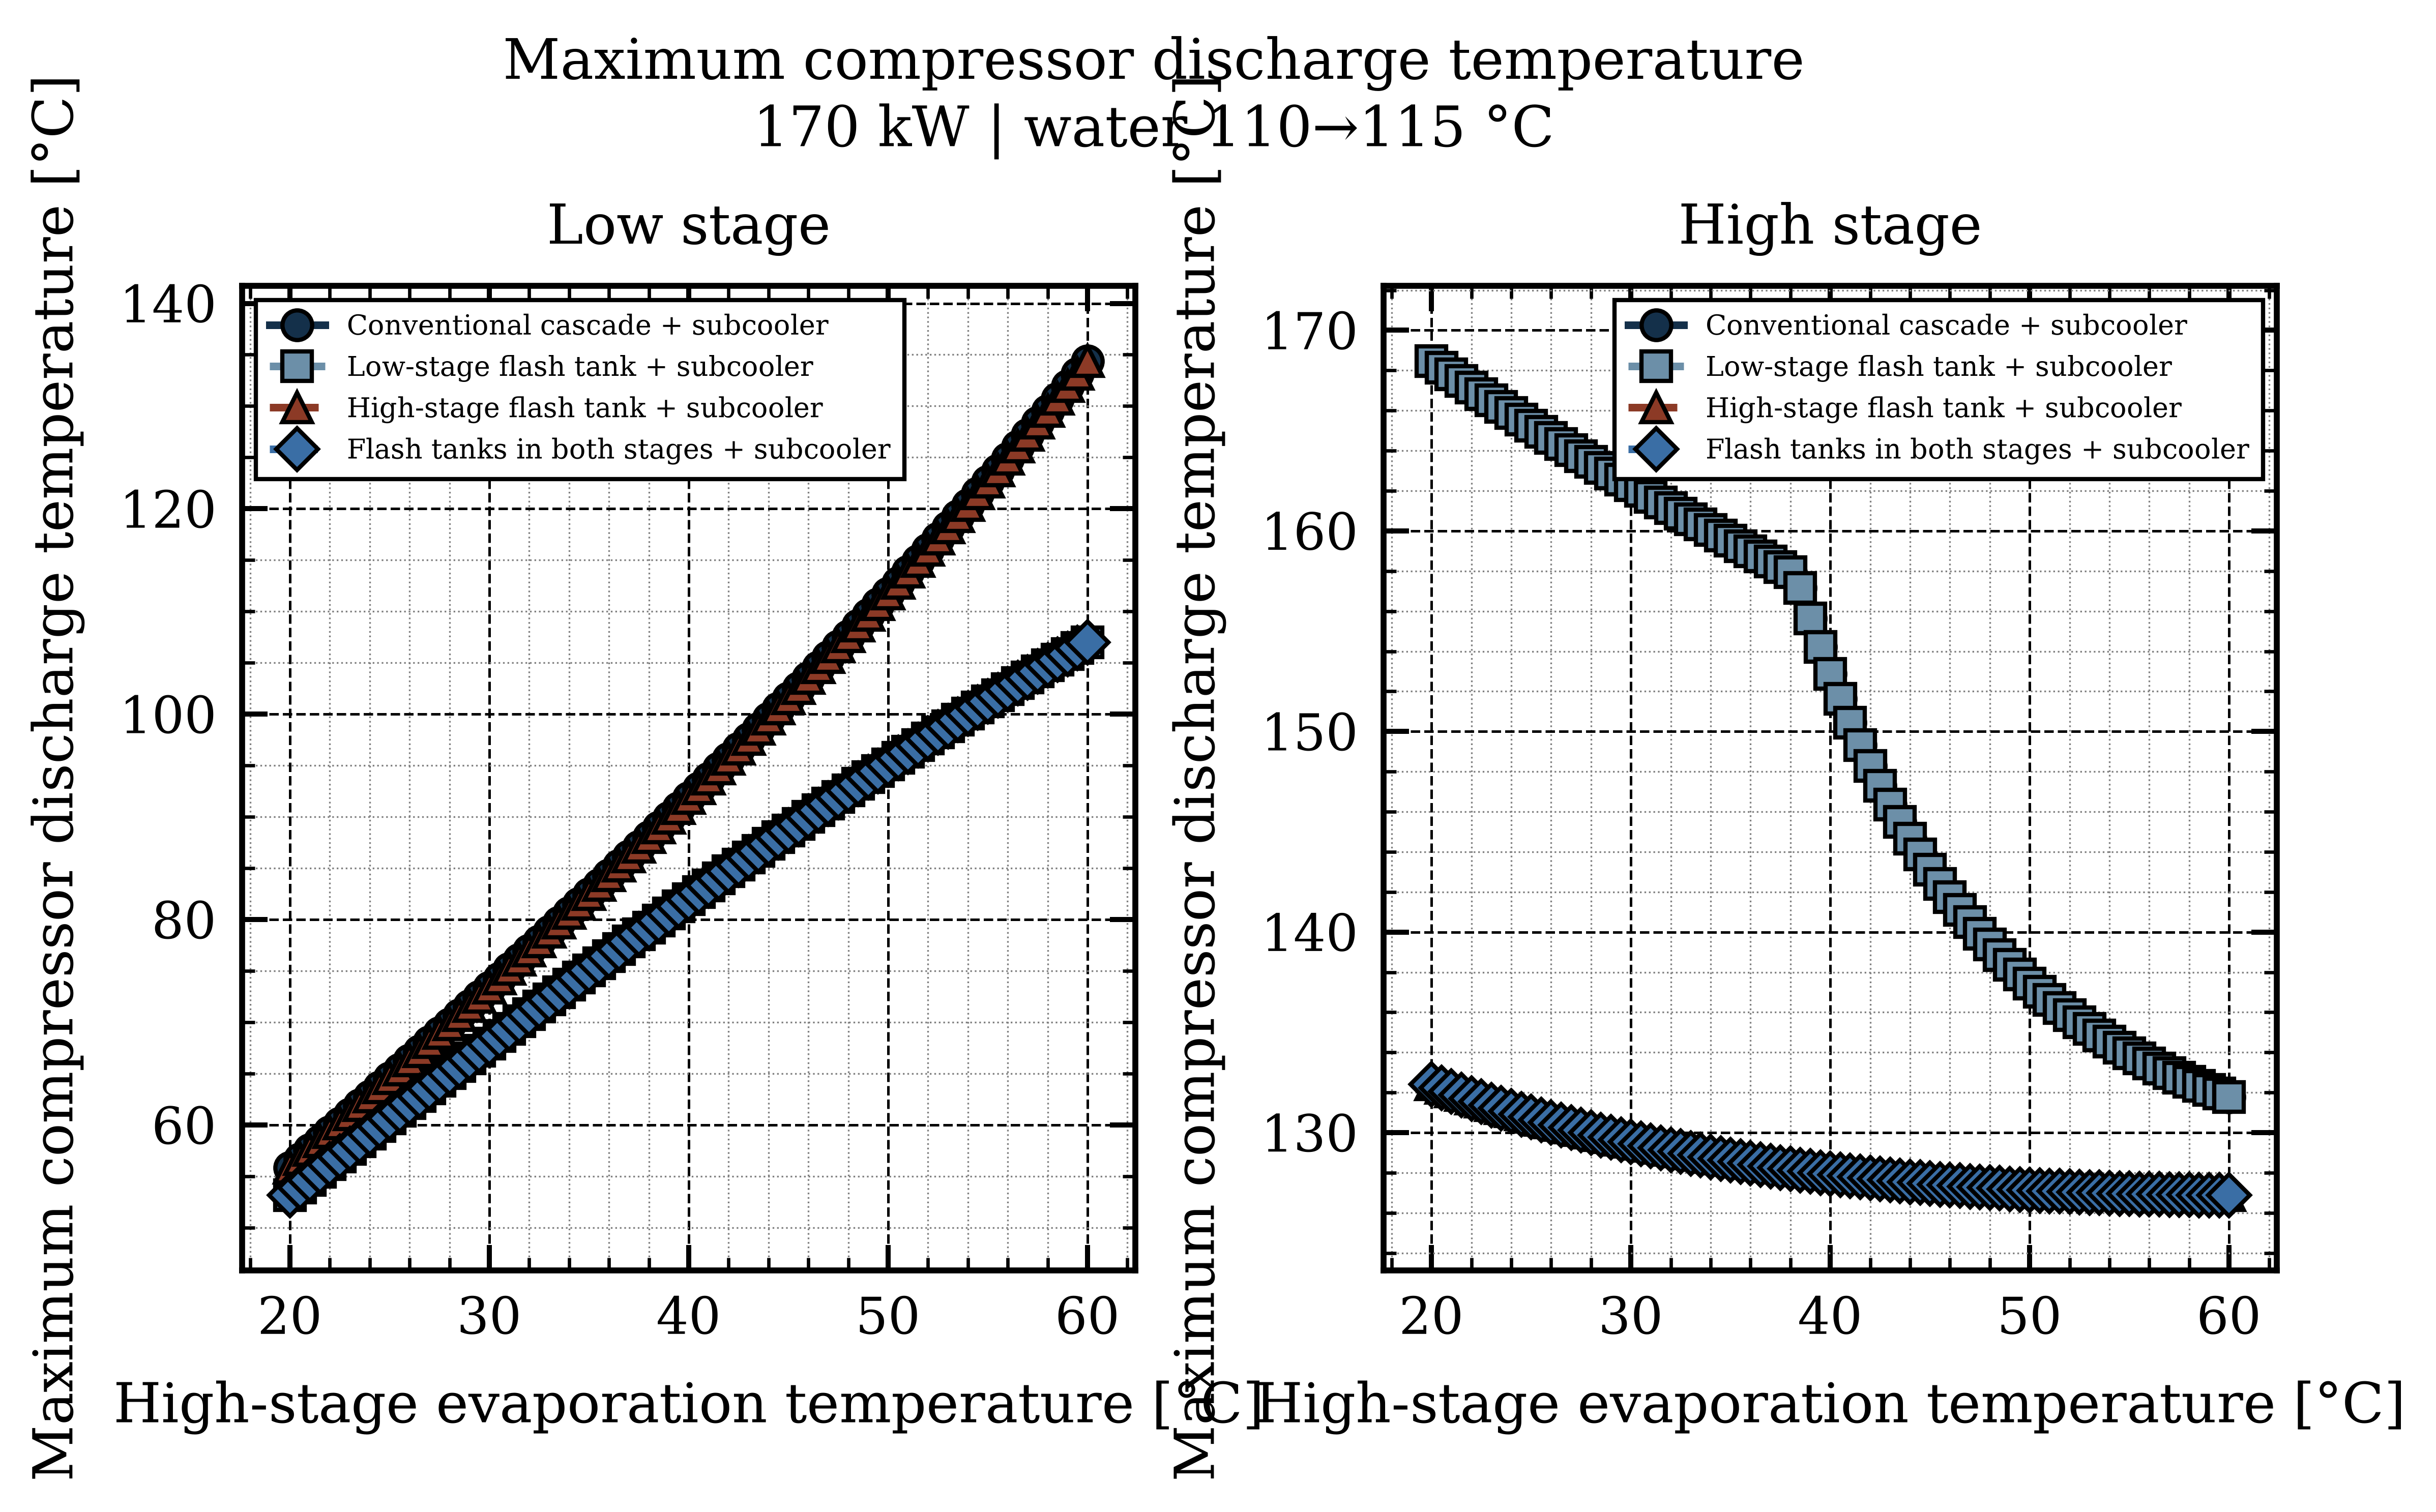 Maximum compressor discharge temperature
170 kW | water 110→115 °C
Low stage
Maximum compressor discharge temperature [°C]
140
120
100
80
60
Conventional cascade + subcooler
Low-stage flash tank + subcooler
High-stage flash tank + subcooler
Flash tanks in both stages + subcooler
20 30 40 50 60
High-stage evaporation temperature [°C]
High stage
Maximum compressor discharge temperature [°C]
170
160
150
140
130
Conventional cascade + subcooler
Low-stage flash tank + subcooler
High-stage flash tank + subcooler
Flash tanks in both stages + subcooler
20 30 40 50 60
High-stage evaporation temperature [°C]